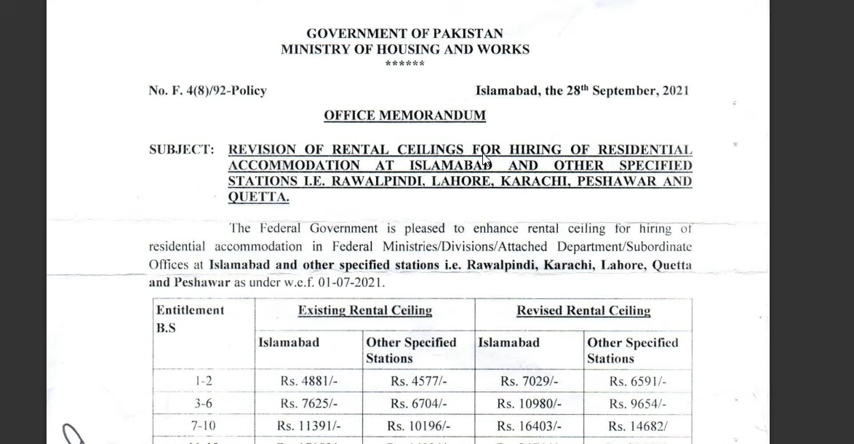 GOVERNMENT OF PAKISTAN
MINISTRY OF HOUSING AND WORKS
******
No. F. 4(8)/92-Policy Islamabad, the 28th September, 2021
OFFICE MEMORANDUM
SUBJECT: REVISION OF RENTAL CEILINGS FOR HIRING OF RESIDENTIAL
ACCOMMODATION AT ISLAMABAD AND OTHER SPECIFIED
STATIONS I.E. RAWALPINDI, LAHORE, KARACHI, PESHAWAR AND
QUETTA.
The Federal Government is pleased to enhance rental ceiling for hiring of
residential accommodation in Federal Ministries/Divisions/Attached Department/Subordinate
Offices at Islamabad and other specified stations i.e. Rawalpindi, Karachi, Lahore, Quetta
and Peshawar as under w.e.f. 01-07-2021.
Entitlement Existing Rental Ceiling Revised Rental Ceiling
B.S
Islamabad Other Specified Islamabad Other Specified
Stations Stations
1-2 Rs. 4881/- Rs. 4577/- Rs. 7029/- Rs. 6591/-
3-6 Rs. 7625/- Rs. 6704/- Rs. 10980/- Rs. 9654/-
7-10 Rs. 11391/- Rs. 10196/- Rs. 16403/- Rs. 14682/